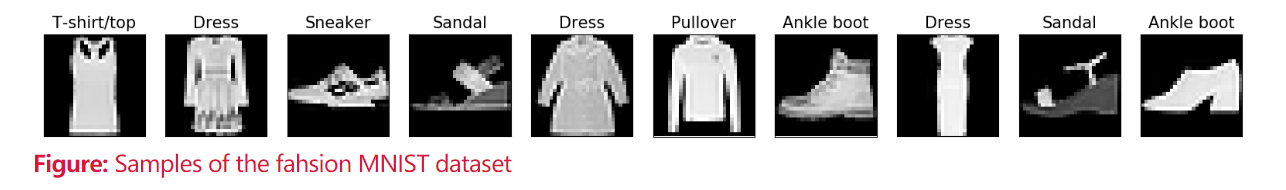 T-shirt/top Dress Sneaker Sandal Dress Pullover Ankle boot Dress Sandal Ankle boot
Figure: Samples of the fahsion MNIST dataset